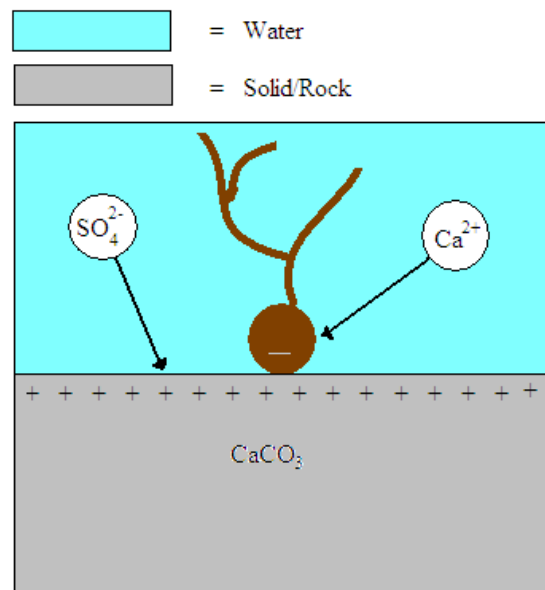 = Water
= Solid/Rock
SO₄²⁻
Ca²⁺
—
+ + + + + + + + + + + + + + + +
CaCO₃